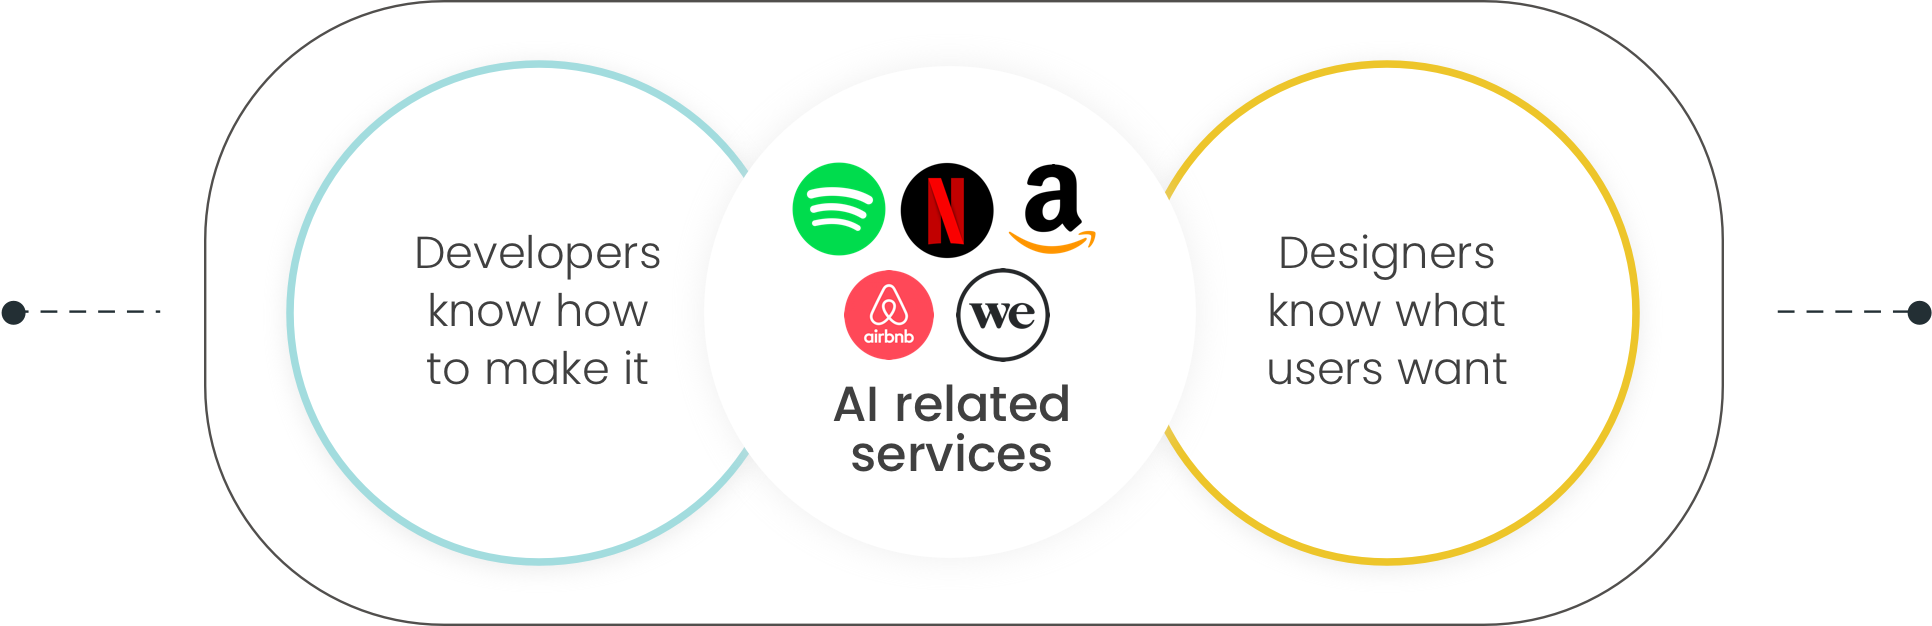 Developers
know how
to make it
N
a
airbnb
we
AI related
services
Designers
know what
users want